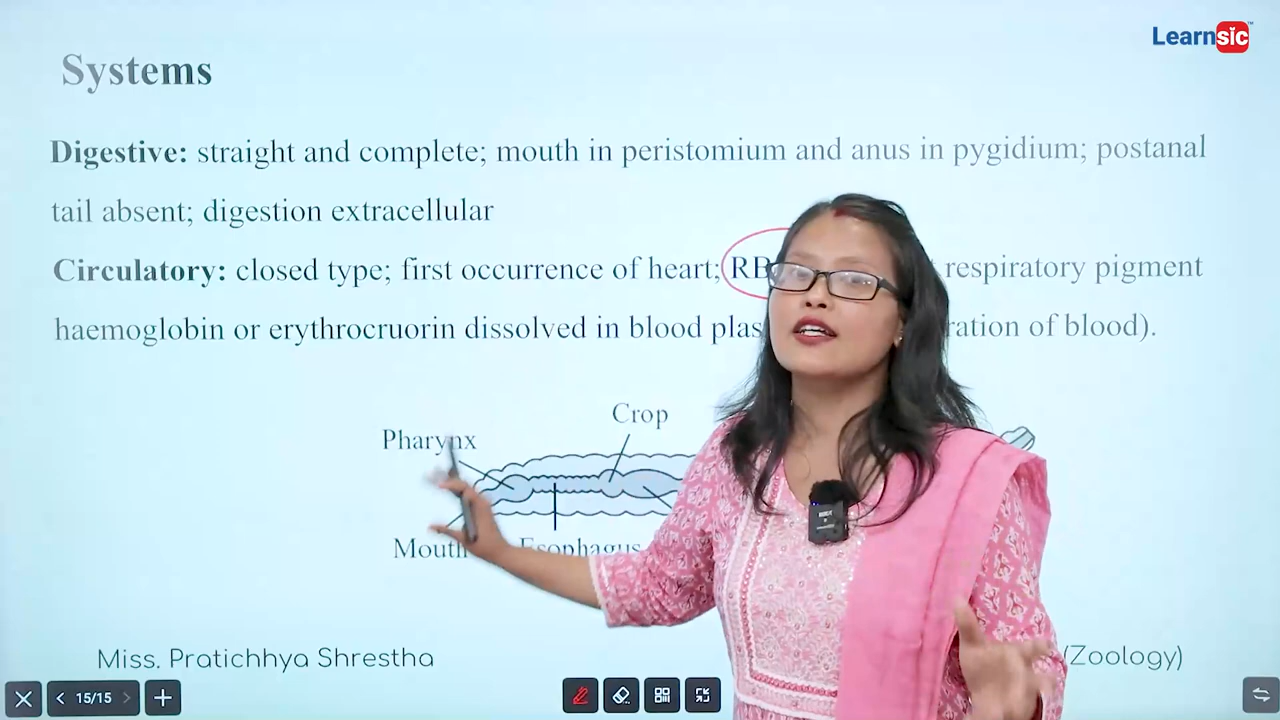 Learnsic
Systems
Digestive: straight and complete; mouth in peristomium and anus in pygidium; postanal
tail absent; digestion extracellular
Circulatory: closed type; first occurrence of heart; respiratory pigment
haemoglobin or erythrocruorin dissolved in blood of blood).
Crop
Pharynx
Mouth Esophagus
Miss. Pratichhya Shrestha (Zoology)
15/15